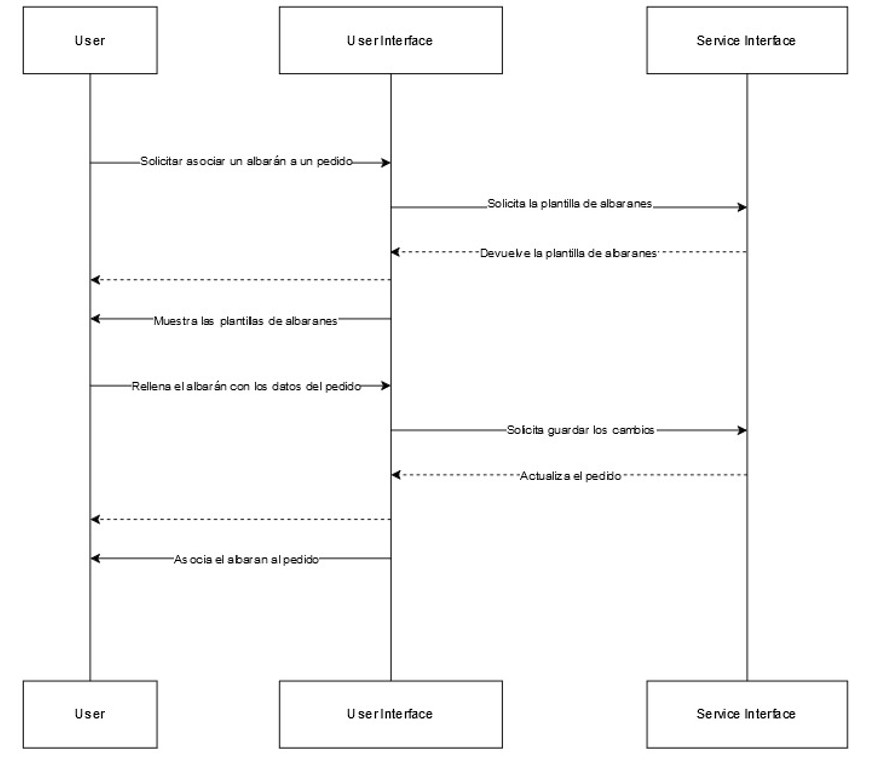 User
User Interface
Service Interface
Solicitar asociar un albarán a un pedido
Solicita la plantilla de albaranes
Devuelve la plantilla de albaranes
Muestra las plantillas de albaranes
Rellena el albarán con los datos del pedido
Solicita guardar los cambios
Actualiza el pedido
Asocia el albaran al pedido
User
User Interface
Service Interface